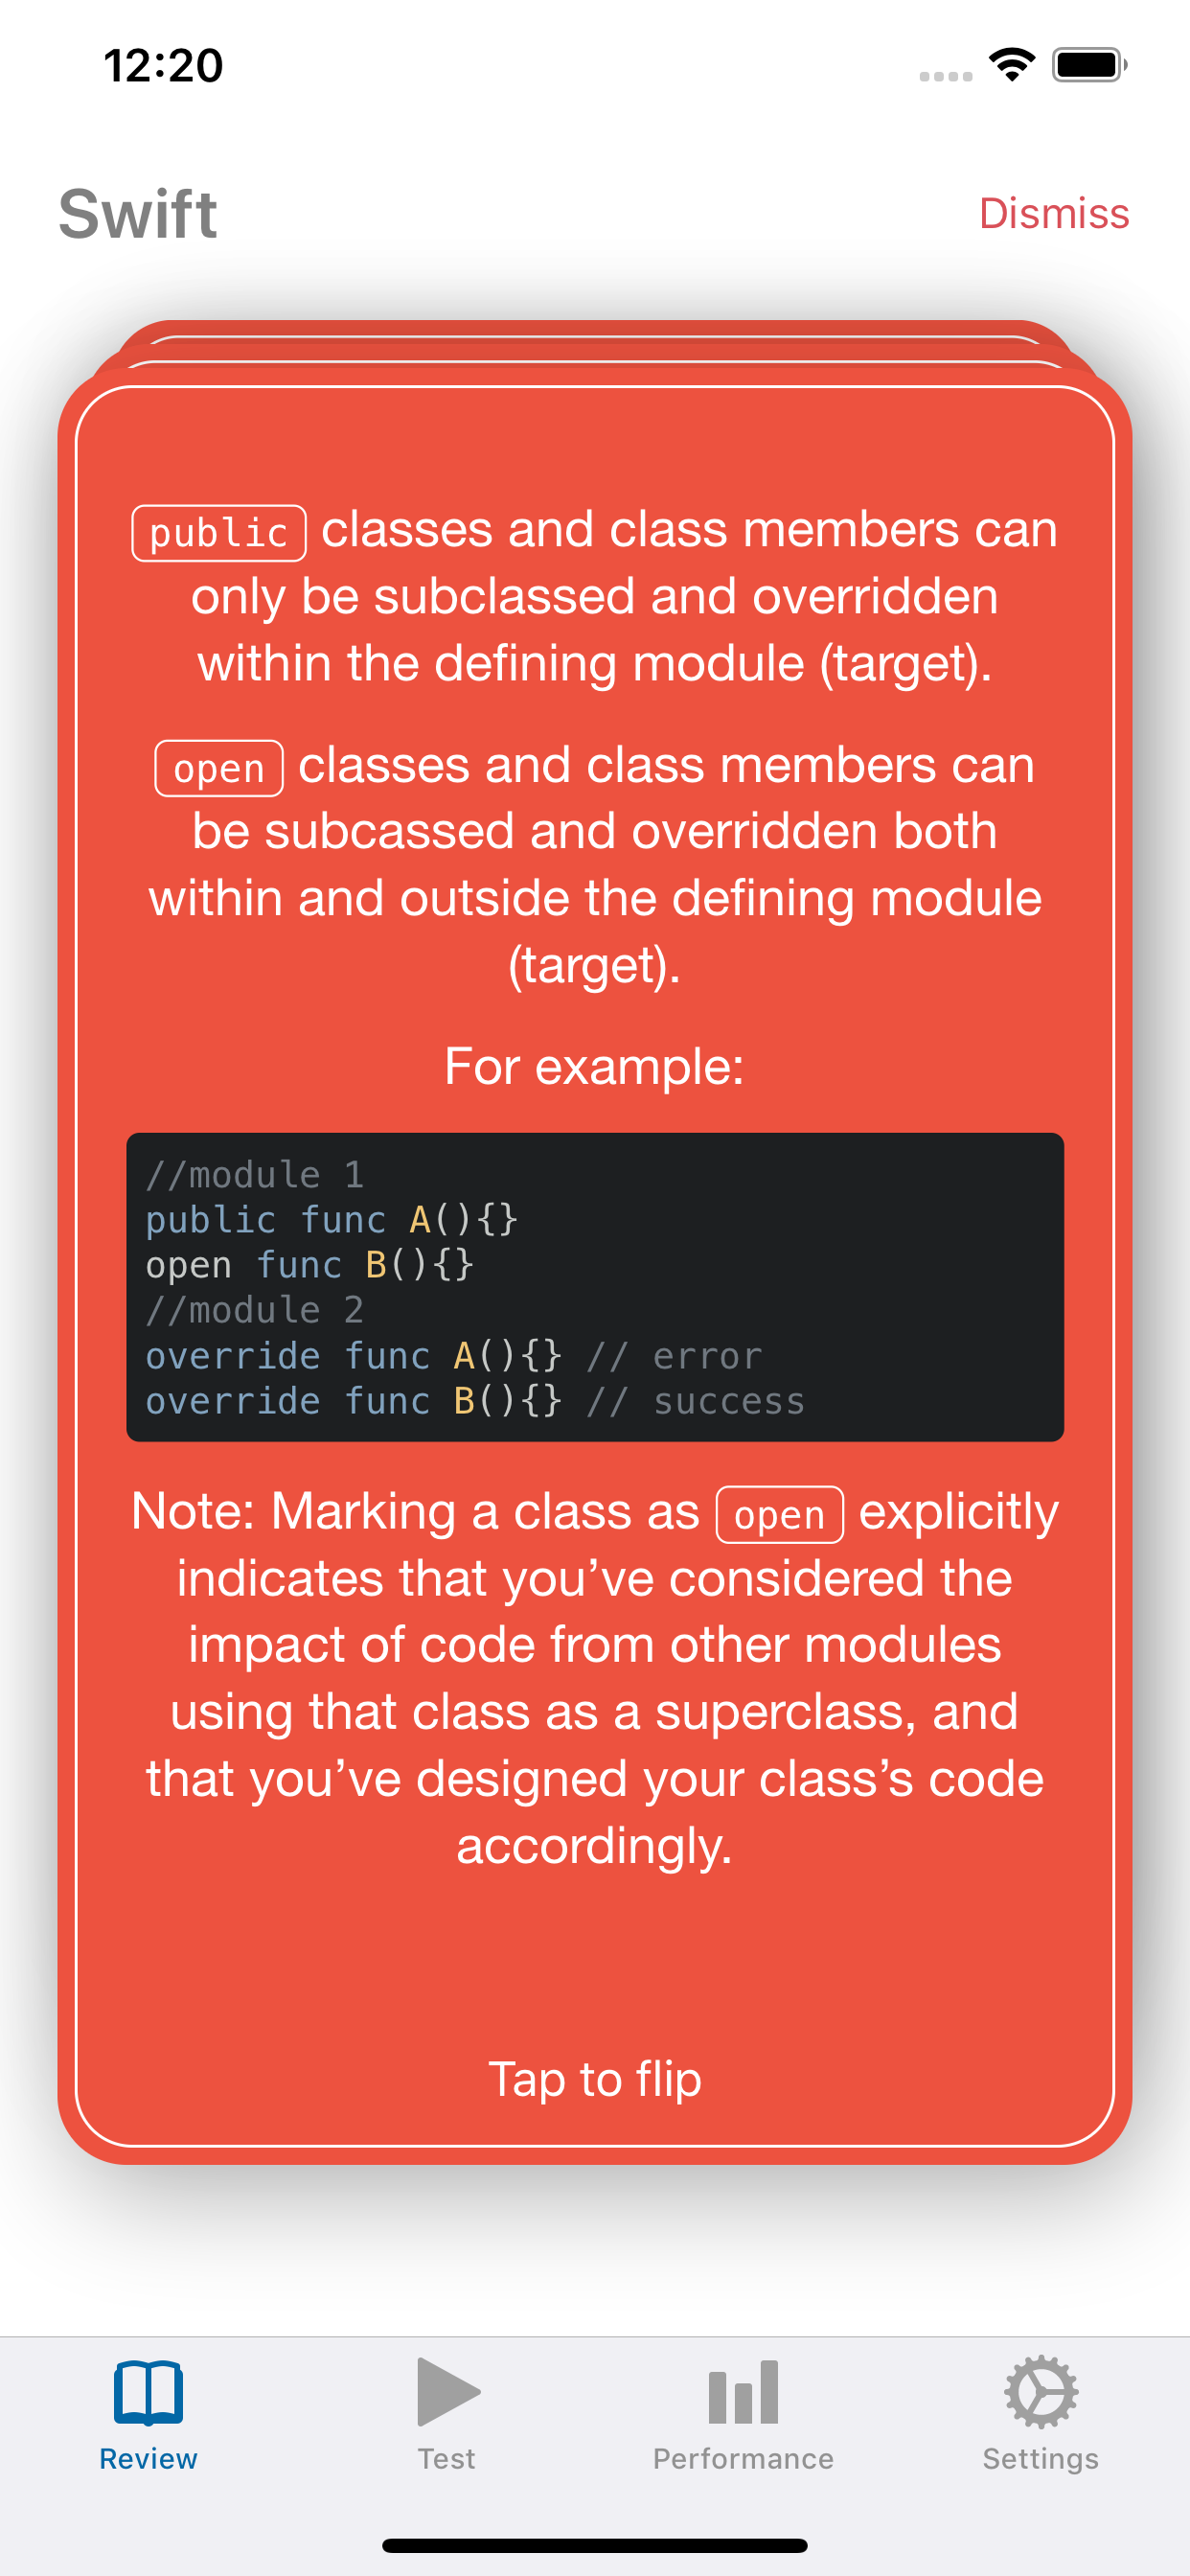 12:20
Swift
Dismiss
public classes and class members can
only be subclassed and overridden
within the defining module (target).
open classes and class members can
be subcassed and overridden both
within and outside the defining module
(target).
For example:
//module 1
public func A(){}
open func B(){}
//module 2
override func A(){} // error
override func B(){} // success
Note: Marking a class as open explicitly
indicates that you’ve considered the
impact of code from other modules
using that class as a superclass, and
that you’ve designed your class’s code
accordingly.
Tap to flip
Review
Test
Performance
Settings